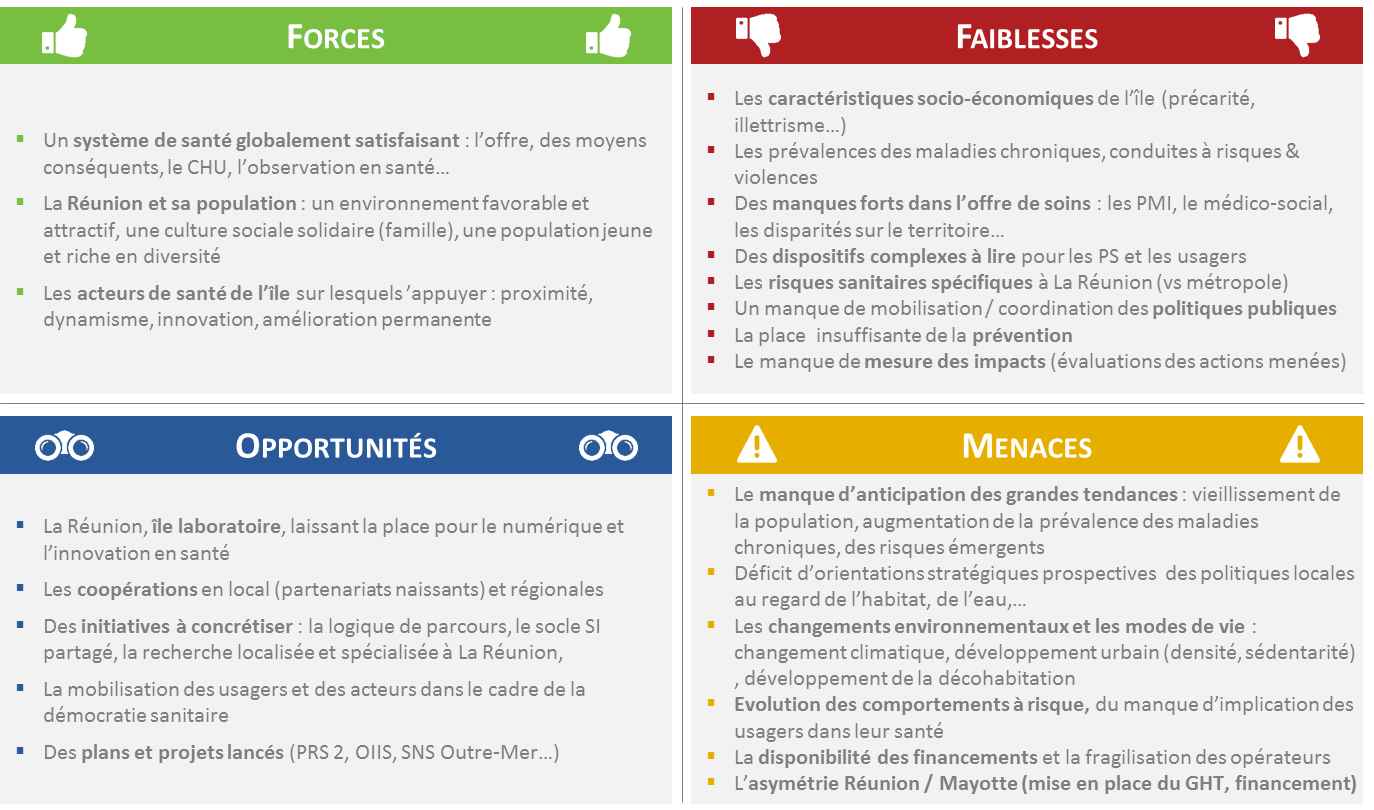 FORCES
Un système de santé globalement satisfaisant : l'offre, des moyens
conséquents, le CHU, l'observation en santé…
La Réunion et sa population : un environnement favorable et
attractif, une culture sociale solidaire (famille), une population jeune
et riche en diversité
Les acteurs de santé de l'île sur lesquels 'appuyer : proximité,
dynamisme, innovation, amélioration permanente
FAIBLESSES
Les caractéristiques socio-économiques de l'île (précarité,
illettrisme…)
Les prévalences des maladies chroniques, conduites à risques &
violences
Des manques forts dans l'offre de soins : les PMI, le médico-social,
les disparités sur le territoire…
Des dispositifs complexes à lire pour les PS et les usagers
Les risques sanitaires spécifiques à La Réunion (vs métropole)
Un manque de mobilisation / coordination des politiques publiques
La place insuffisante de la prévention
Le manque de mesure des impacts (évaluations des actions menées)
OPPORTUNITÉS
La Réunion, île laboratoire, laissant la place pour le numérique et
l'innovation en santé
Les coopérations en local (partenariats naissants) et régionales
Des initiatives à concrétiser : la logique de parcours, le socle SI
partagé, la recherche localisée et spécialisée à La Réunion,
La mobilisation des usagers et des acteurs dans le cadre de la
démocratie sanitaire
Des plans et projets lancés (PRS 2, OIIS, SNS Outre-Mer…)
MENACES
Le manque d'anticipation des grandes tendances : vieillissement de
la population, augmentation de la prévalence des maladies
chroniques, des risques émergents
Déficit d'orientations stratégiques prospectives des politiques locales
au regard de l'habitat, de l'eau,…
Les changements environnementaux et les modes de vie :
changement climatique, développement urbain (densité, sédentarité)
, développement de la décohabitation
Evolution des comportements à risque, du manque d'implication des
usagers dans leur santé
La disponibilité des financements et la fragilisation des opérateurs
L'asymétrie Réunion / Mayotte (mise en place du GHT, financement)